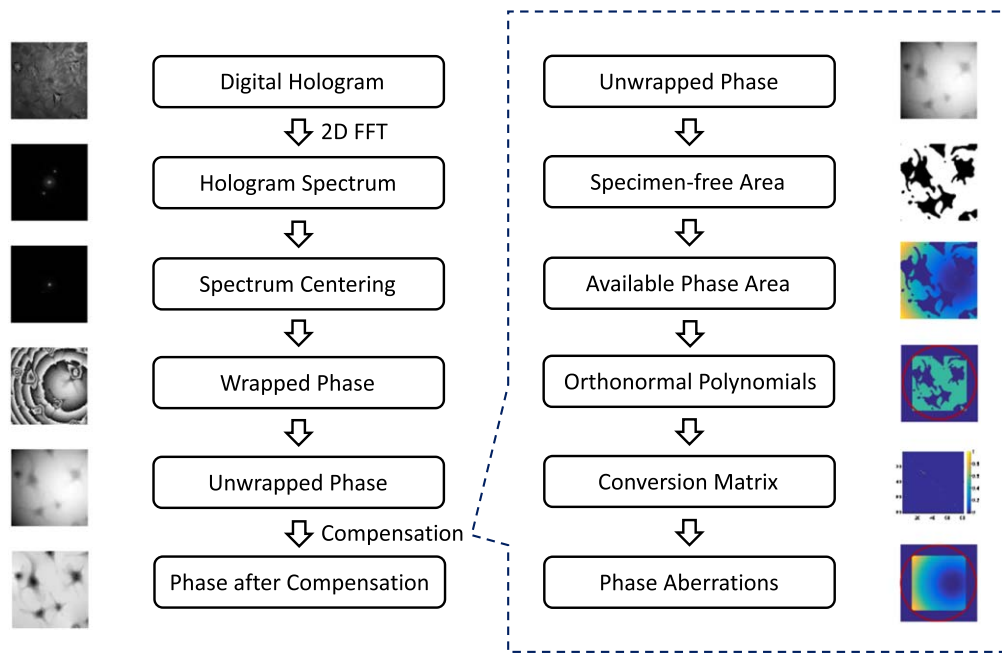 Digital Hologram
2D FFT
Hologram Spectrum
Spectrum Centering
Wrapped Phase
Unwrapped Phase
Compensation
Phase after Compensation
Unwrapped Phase
Specimen-free Area
Available Phase Area
Orthonormal Polynomials
Conversion Matrix
Phase Aberrations